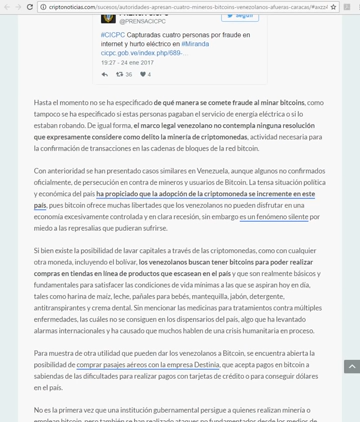 criptonoticias.com/sucesos/autoridades-apresan-cuatro-mineros-bitcoins-venezolanos-afueras-caracas/#axzz
@PRENSACICPC
Seguir
#CICPC Capturadas cuatro personas por fraude en
internet y hurto eléctrico en #Miranda
cicpc.gob.ve/index.php/689-...
19:27 - 24 ene 2017
36 4
Hasta el momento no se ha especificado de qué manera se comete fraude al minar bitcoins, como
tampoco se ha especificado si estas personas pagaban el servicio de energía eléctrica o si lo
estaban robando. De igual forma, el marco legal venezolano no contempla ninguna resolución
que expresamente considere como delito la minería de criptomonedas, actividad necesaria para
la confirmación de transacciones en las cadenas de bloques de la red bitcoin.
Con anterioridad se han presentado casos similares en Venezuela, aunque algunos no confirmados
oficialmente, de persecución en contra de mineros y usuarios de Bitcoin. La tensa situación política
y económica del país ha propiciado que la adopción de la criptomoneda se incremente en este
país, pues bitcoin ofrece muchas libertades que los venezolanos no pueden disfrutar en una
economía excesivamente controlada y en clara recesión, sin embargo es un fenómeno silente por
miedo a las represalias que pudieran sufrirse.
Si bien existe la posibilidad de lavar capitales a través de las criptomonedas, como con cualquier
otra moneda, incluyendo el bolívar, los venezolanos buscan tener bitcoins para poder realizar
compras en tiendas en línea de productos que escasean en el país y que son realmente básicos y
fundamentales para satisfacer las condiciones de vida mínimas a las que se aspiran hoy en día,
tales como harina de maíz, leche, pañales para bebés, mantequilla, jabón, detergente,
antitranspirantes y crema dental. Sin mencionar las medicinas para tratamientos contra múltiples
enfermedades, las cuáles no se consiguen en los dispensarios del país, algo que ha levantado
alarmas internacionales y ha causado que muchos hablen de una crisis humanitaria en proceso.
Para muestra de otra utilidad que pueden dar los venezolanos a Bitcoin, se encuentra abierta la
posibilidad de comprar pasajes aéreos con la empresa Destinia, que acepta pagos en bitcoin a
sabiendas de las dificultades para realizar pagos con tarjetas de crédito o para conseguir dólares
en el país.
No es la primera vez que una institución gubernamental persigue a quienes realizan minería o